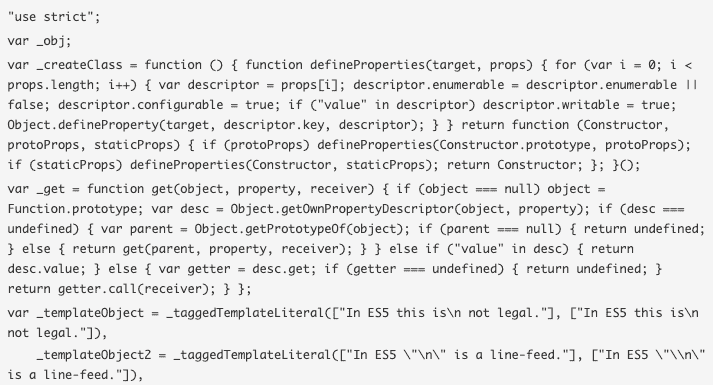 "use strict";
var _obj;
var _createClass = function () { function defineProperties(target, props) { for (var i = 0; i <
props.length; i++) { var descriptor = props[i]; descriptor.enumerable = descriptor.enumerable ||
false; descriptor.configurable = true; if ("value" in descriptor) descriptor.writable = true;
Object.defineProperty(target, descriptor.key, descriptor); } } return function (Constructor,
protoProps, staticProps) { if (protoProps) defineProperties(Constructor.prototype, protoProps);
if (staticProps) defineProperties(Constructor, staticProps); return Constructor; }; }();
var _get = function get(object, property, receiver) { if (object === null) object =
Function.prototype; var desc = Object.getOwnPropertyDescriptor(object, property); if (desc ===
undefined) { var parent = Object.getPrototypeOf(object); if (parent === null) { return undefined;
} else { return get(parent, property, receiver); } } else if ("value" in desc) { return
desc.value; } else { var getter = desc.get; if (getter === undefined) { return undefined; }
return getter.call(receiver); } };
var _templateObject = _taggedTemplateLiteral(["In ES5 this is\n not legal."], ["In ES5 this is\n
not legal."]),
    _templateObject2 = _taggedTemplateLiteral(["In ES5 \"\n\" is a line-feed."], ["In ES5 \"\\n\"
is a line-feed."]),